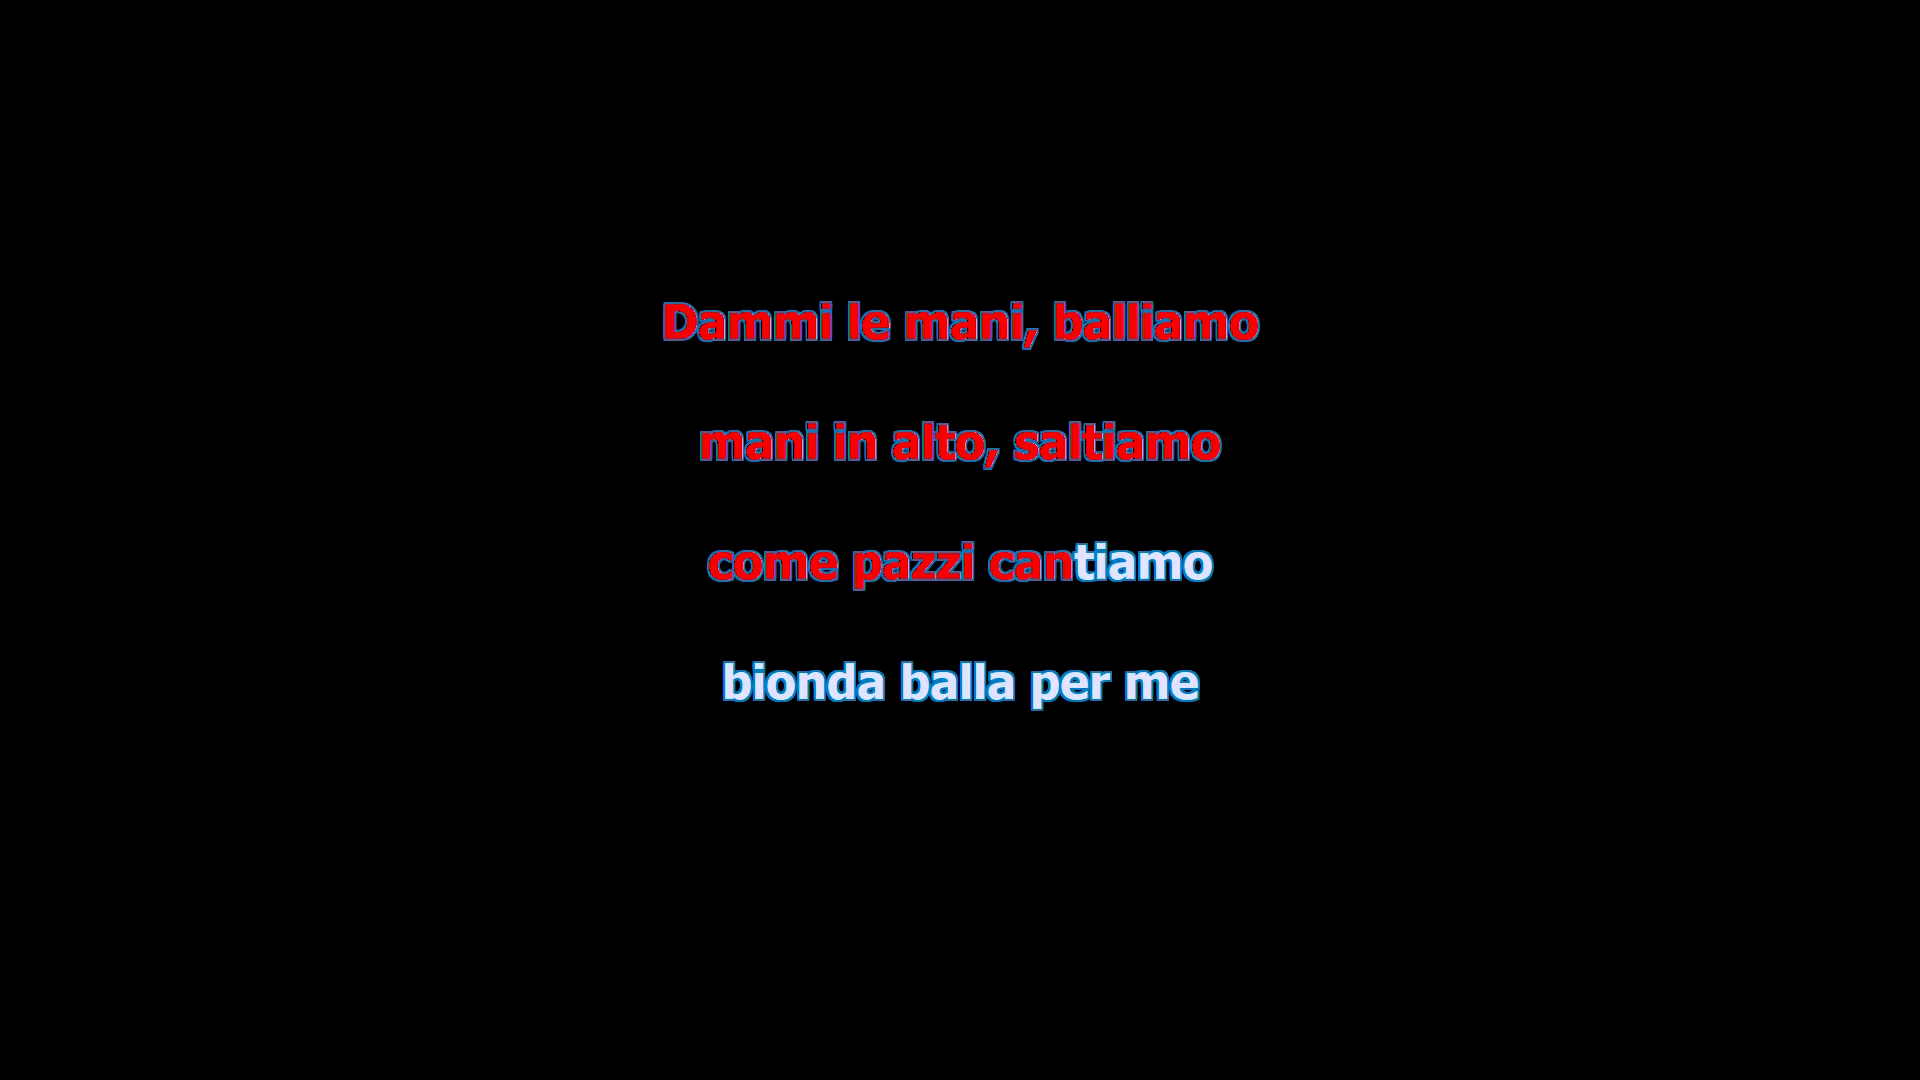 Dammi le mani, balliamo
mani in alto, saltiamo
come pazzi cantiamo
bionda balla per me